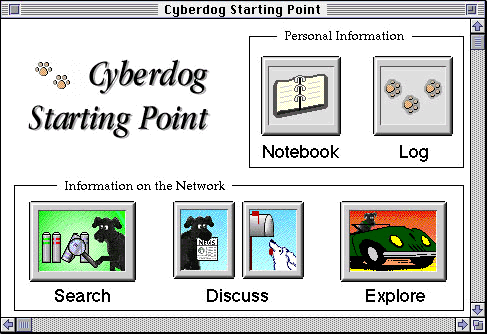 Cyberdog Starting Point
Cyberdog
Starting Point
Personal Information
Notebook
Log
Information on the Network
NEWS
Search
Discuss
Explore